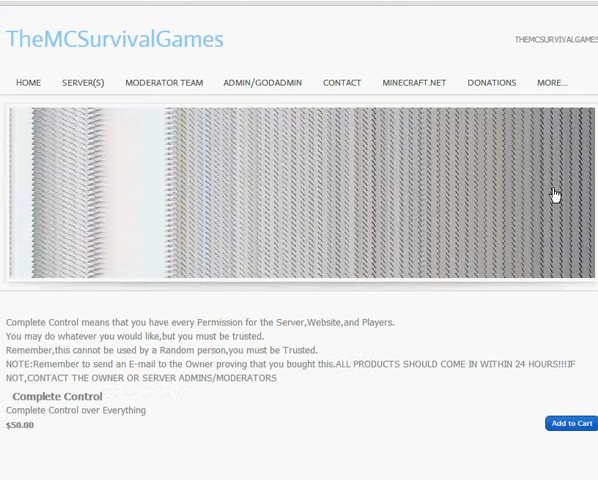 TheMCSurvivalGames
THEMCSURVIVALGAMES
HOME SERVER(S) MODERATOR TEAM ADMIN/GODADMIN CONTACT MINECRAFT.NET DONATIONS MORE...
Complete Control means that you have every Permission for the Server,Website,and Players.
You may do whatever you would like,but you must be trusted.
Remember,this cannot be used by a Random person,you must be Trusted.
NOTE:Remember to send an E-mail to the Owner proving that you bought this.ALL PRODUCTS SHOULD COME IN WITHIN 24 HOURS!!!IF
NOT,CONTACT THE OWNER OR SERVER ADMINS/MODERATORS
Complete Control
Complete Control over Everything
$50.00
Add to Cart